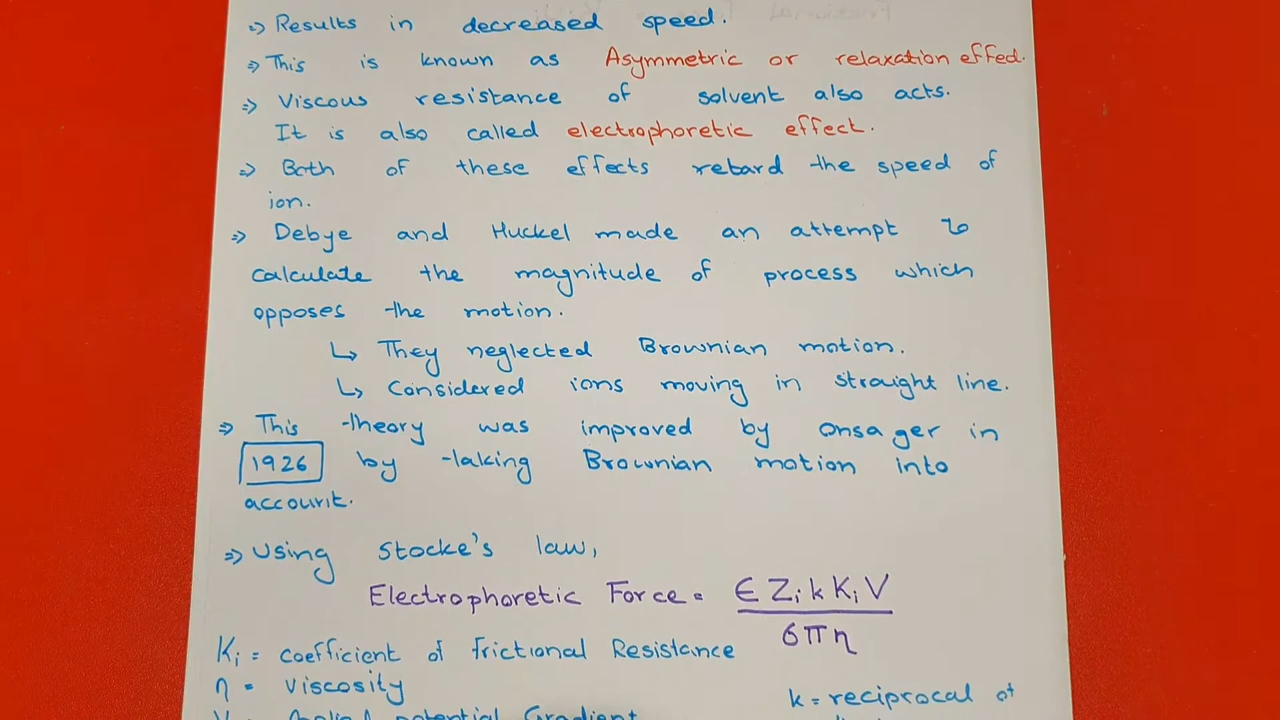 ⇒ Results in decreased speed.
⇒ This is known as Asymmetric or relaxation effect.
⇒ Viscous resistance of solvent also acts.
It is also called electrophoretic effect.
⇒ Both of these effects retard the speed of
ion.
⇒ Debye and Huckel made an attempt to
calculate the magnitude of process which
opposes the motion.
↳ They neglected Brownian motion.
↳ Considered ions moving in straight line.
⇒ This theory was improved by onsager in
1926 by taking Brownian motion into
account.
⇒ Using Stocke's law,
Electrophoretic Force = ϵ Zᵢ k Kᵢ V / 6πη
Kᵢ = coefficient of frictional Resistance
η = Viscosity
k = reciprocal of
V = Applied potential Gradient